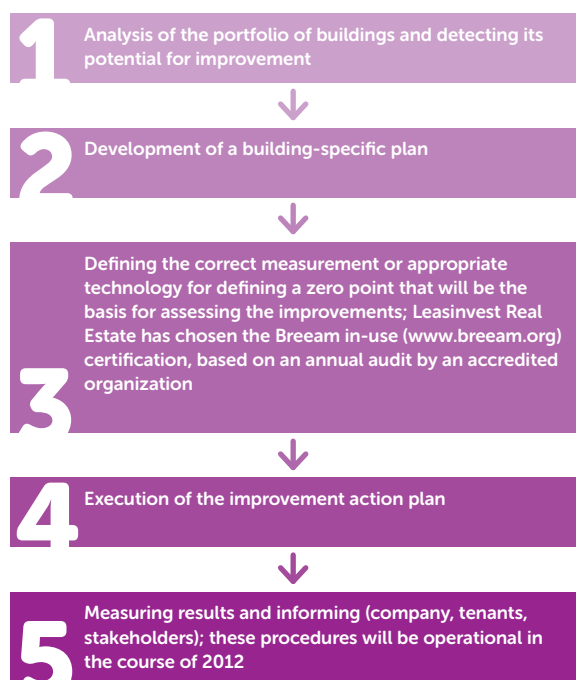 1
Analysis of the portfolio of buildings and detecting its
potential for improvement
2
Development of a building-specific plan
3
Defining the correct measurement or appropriate
technology for defining a zero point that will be the
basis for assessing the improvements; Leasinvest Real
Estate has chosen the Breeam in-use (www.breeam.org)
certification, based on an annual audit by an accredited
organization
4
Execution of the improvement action plan
5
Measuring results and informing (company, tenants,
stakeholders); these procedures will be operational in
the course of 2012